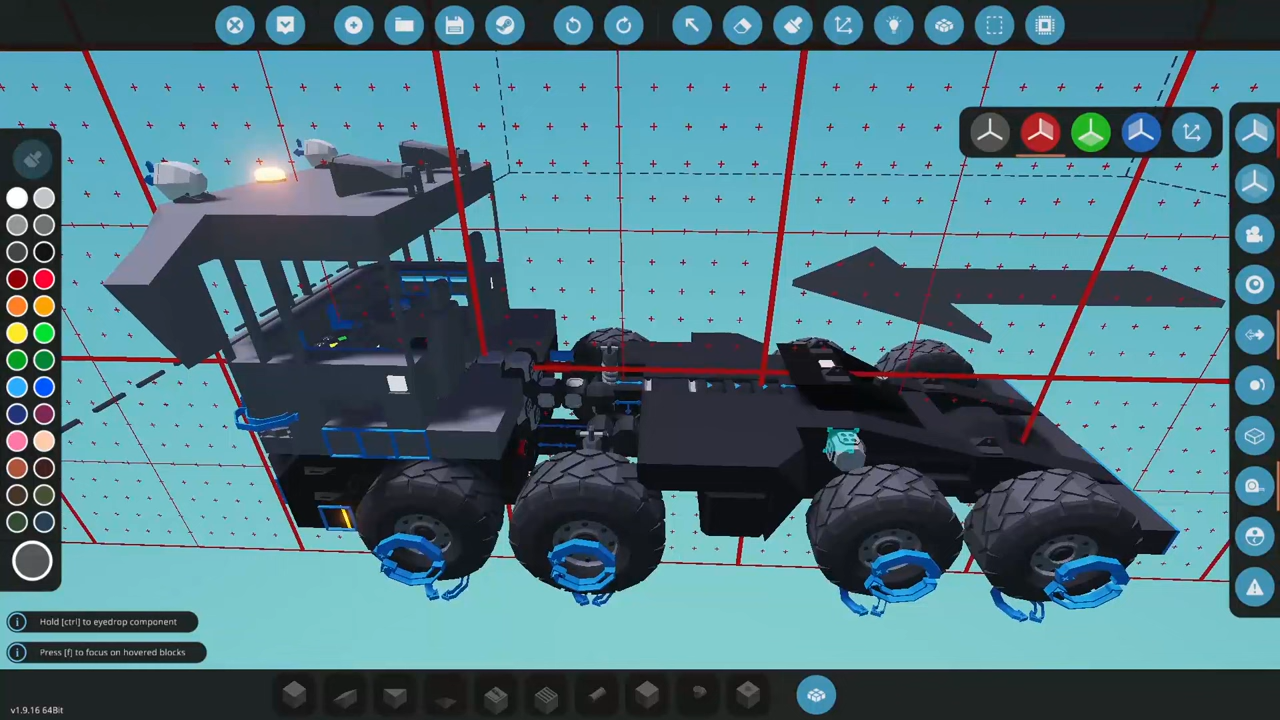 Hold [ctrl] to eyedrop component
Press [f] to focus on hovered blocks
v1.9.16 64Bit